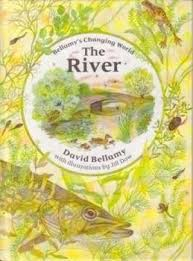 Bellamy's Changing World
The
River
David Bellamy
with illustrations by Jill Dow